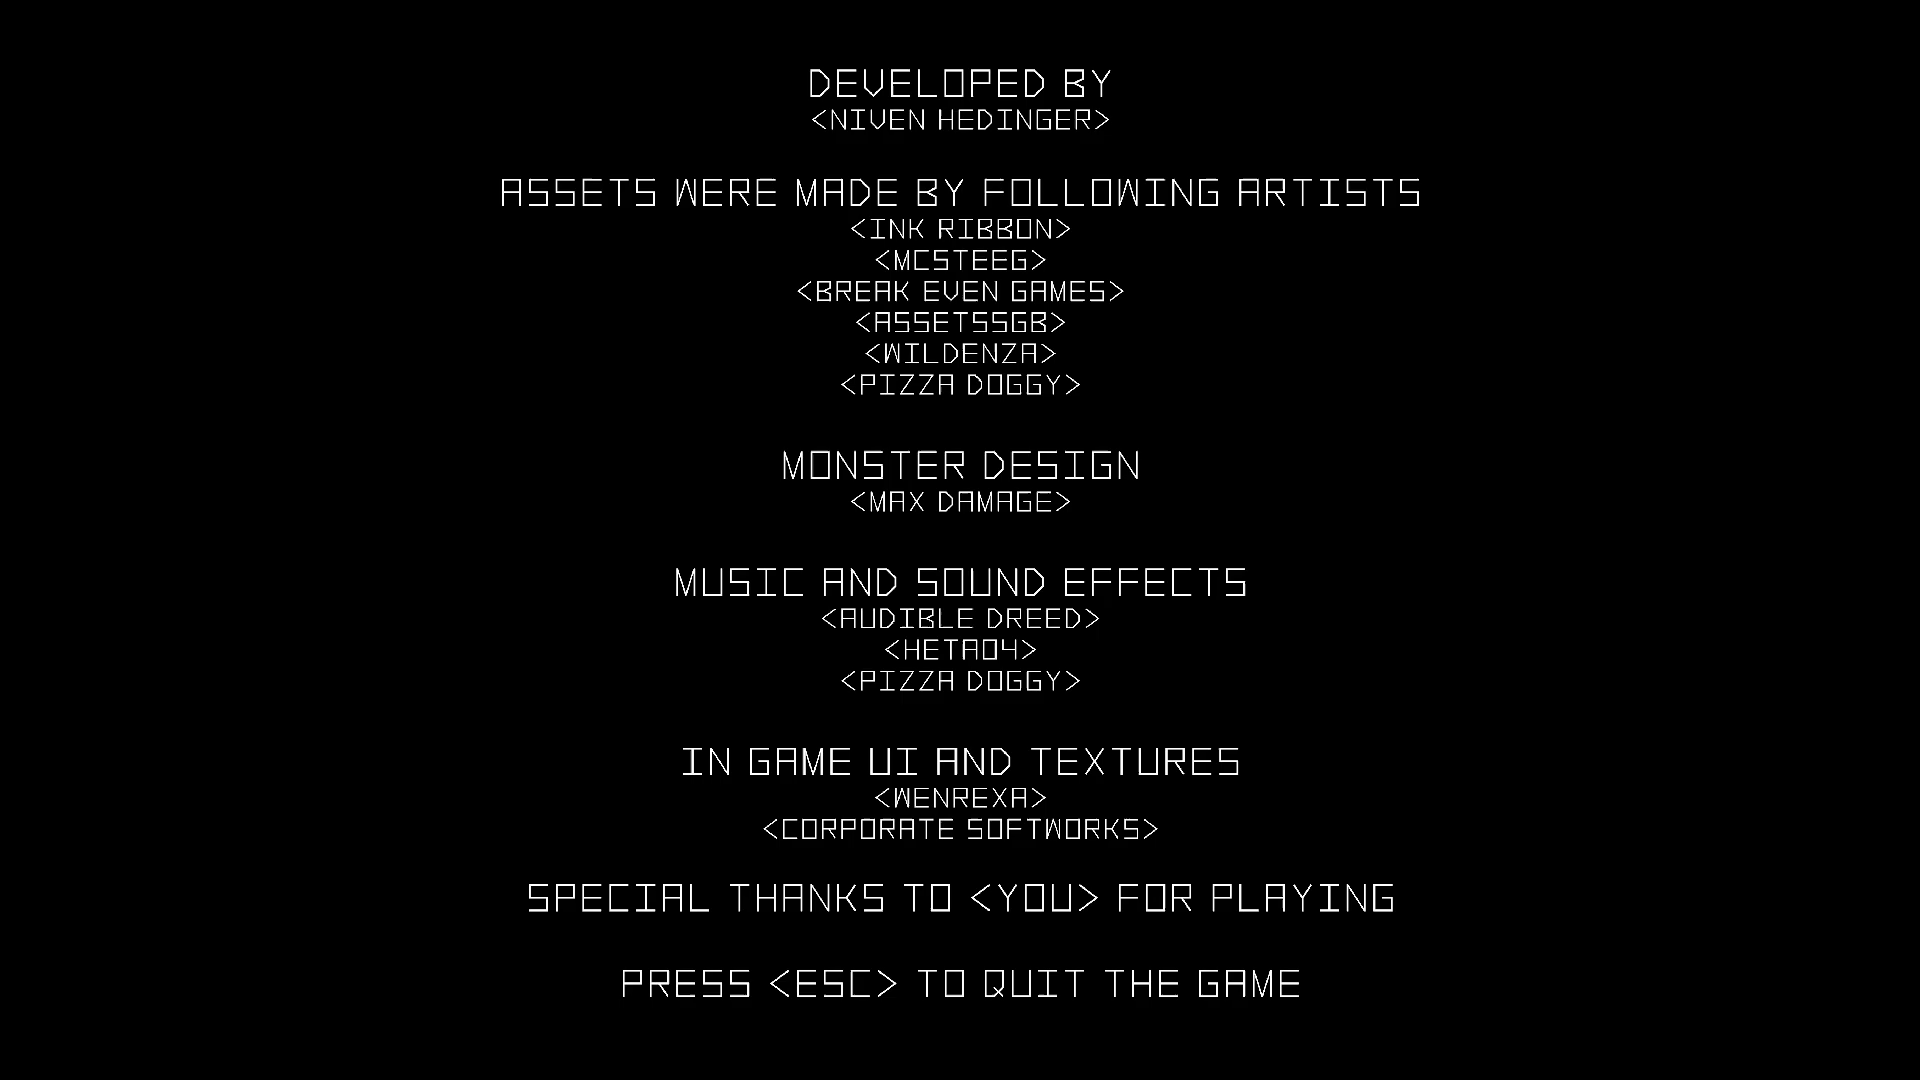 DEVELOPED BY
<NIVEN HEDINGER>
ASSETS WERE MADE BY FOLLOWING ARTISTS
<INK RIBBON>
<MCSTEEG>
<BREAK EVEN GAMES>
<ASSETSSGB>
<WILDENZA>
<PIZZA DOGGY>
MONSTER DESIGN
<MAX DAMAGE>
MUSIC AND SOUND EFFECTS
<AUDIBLE DREED>
<HETA04>
<PIZZA DOGGY>
IN GAME UI AND TEXTURES
<WENREXA>
<CORPORATE SOFTWORKS>
SPECIAL THANKS TO <YOU> FOR PLAYING
PRESS <ESC> TO QUIT THE GAME